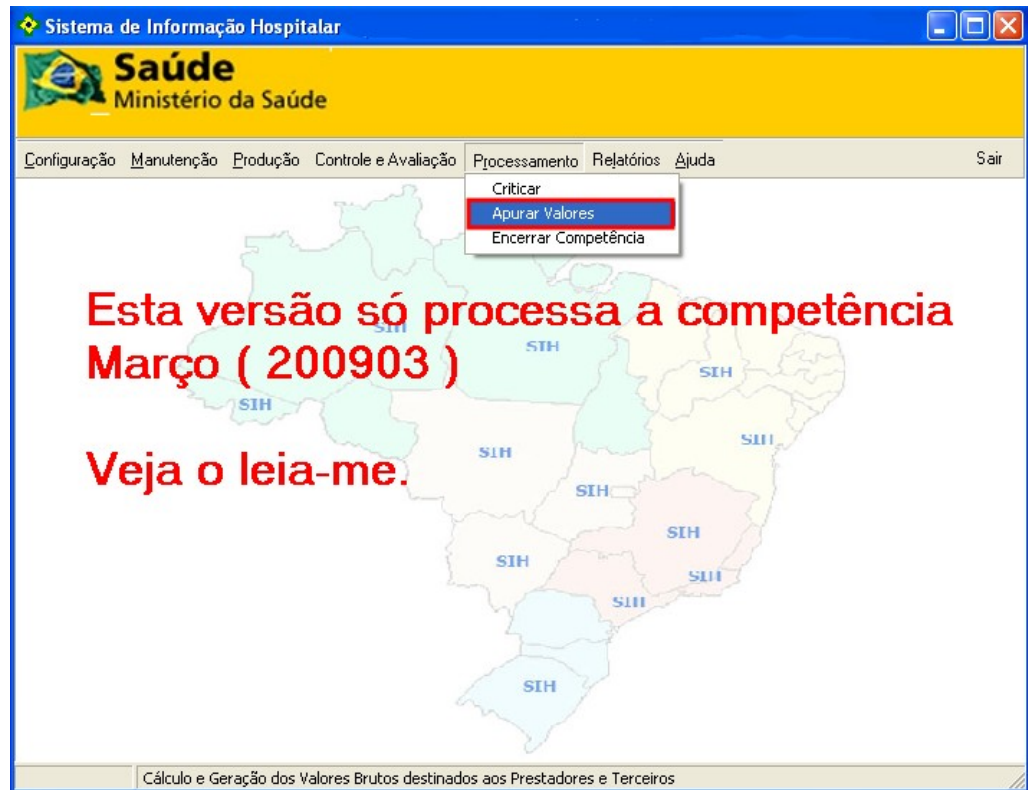 Sistema de Informação Hospitalar
Saúde
Ministério da Saúde
Configuração Manutenção Produção Controle e Avaliação Processamento Relatórios Ajuda Sair
Criticar
Apurar Valores
Encerrar Competência
Esta versão só processa a competência
Março ( 200903 )
Veja o leia-me.
SIH
SIH
SIH
SIH
SIH
SIH
SIH
SIH
SIH
SIH
SIH
SIH
Cálculo e Geração dos Valores Brutos destinados aos Prestadores e Terceiros